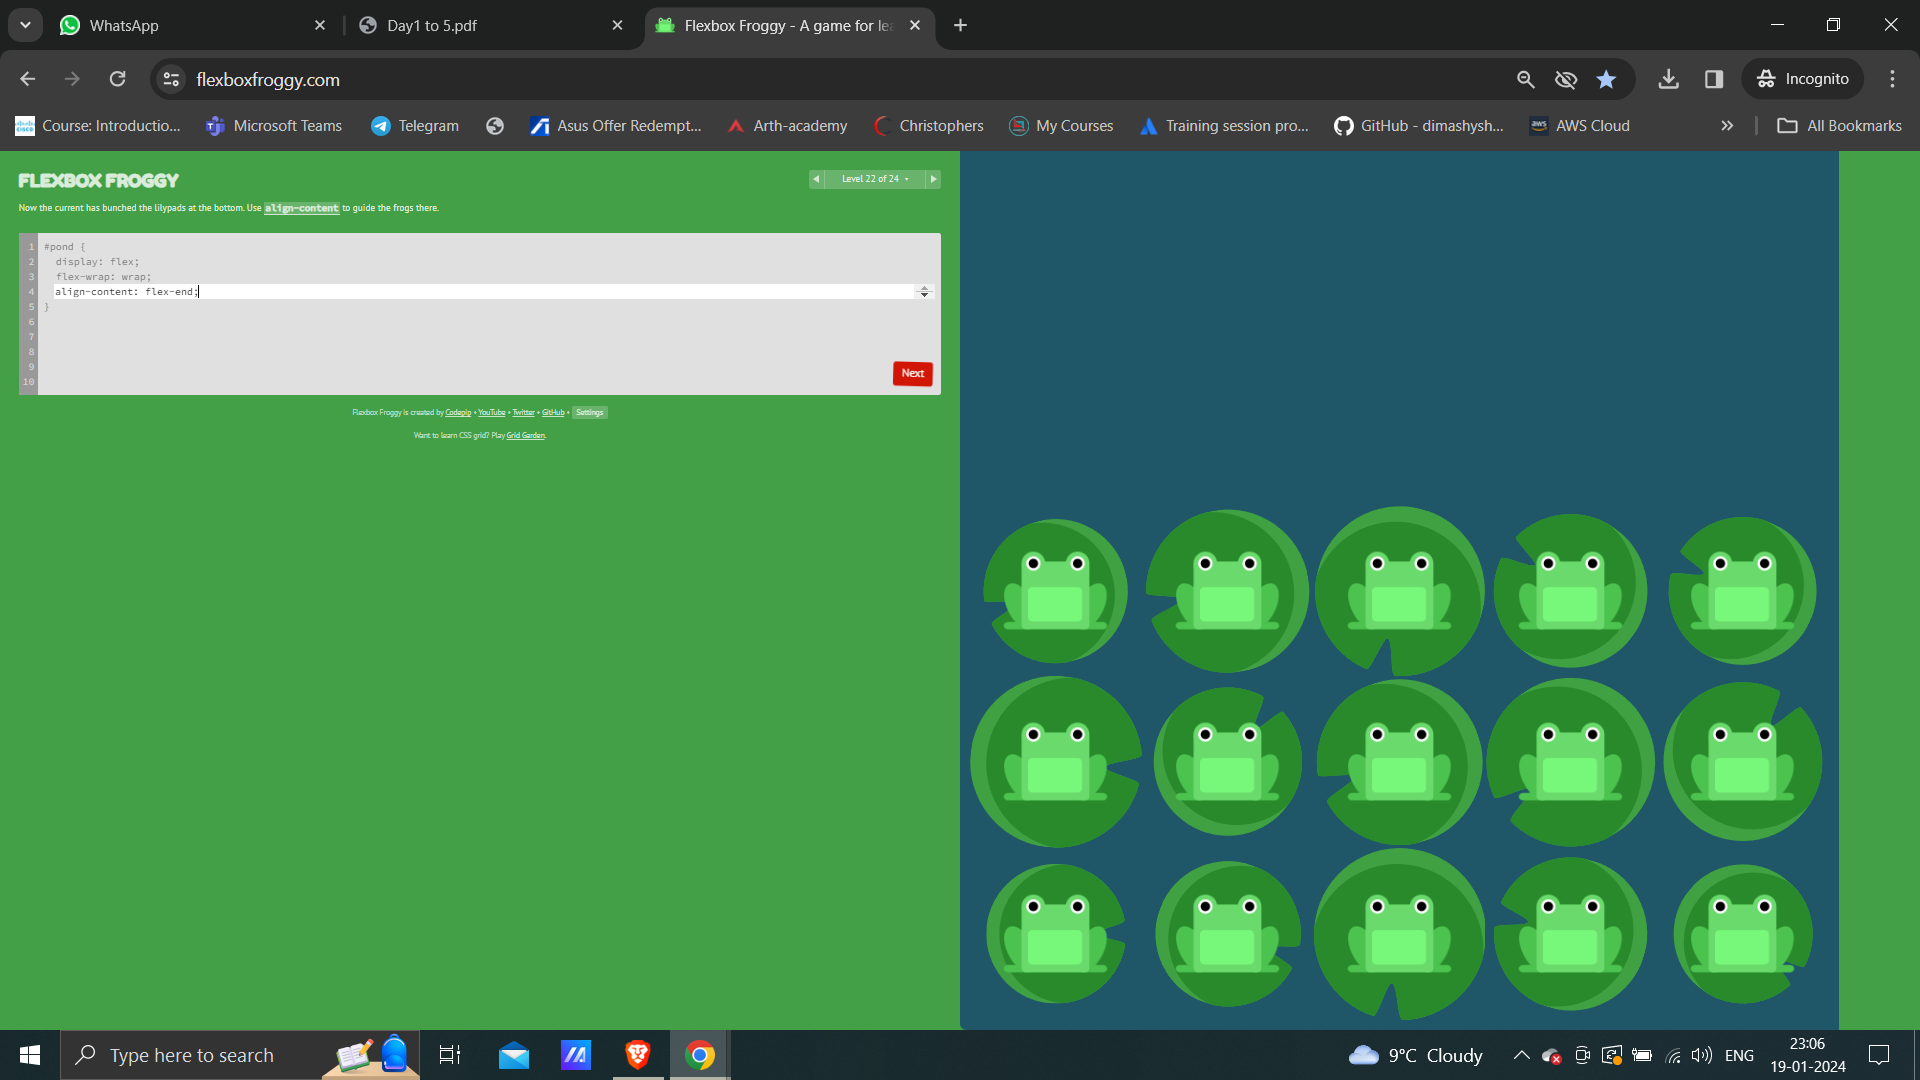 WhatsApp
Day1 to 5.pdf
Flexbox Froggy - A game for lea
flexboxfroggy.com
Incognito
Course: Introductio...
Microsoft Teams
Telegram
Asus Offer Redempt...
Arth-academy
Christophers
My Courses
Training session pro...
GitHub - dimashysh...
AWS Cloud
All Bookmarks
FLEXBOX FROGGY
Level 22 of 24
Now the current has bunched the lilypads at the bottom. Use align-content to guide the frogs there.
1 #pond {
2 display: flex;
3 flex-wrap: wrap;
4 align-content: flex-end;
5 }
6
7
8
9
10
Next
Flexbox Froggy is created by Codepip • YouTube • Twitter • GitHub • Settings
Want to learn CSS grid? Play Grid Garden.
Type here to search
9°C Cloudy
ENG
23:06
19-01-2024